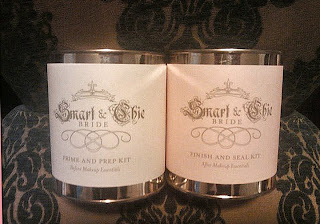 Smart & Chic
BRIDE
PRIME AND PREP KIT
Before Makeup Essentials
Smart & Chic
BRIDE
FINISH AND SEAL KIT
After Makeup Essentials